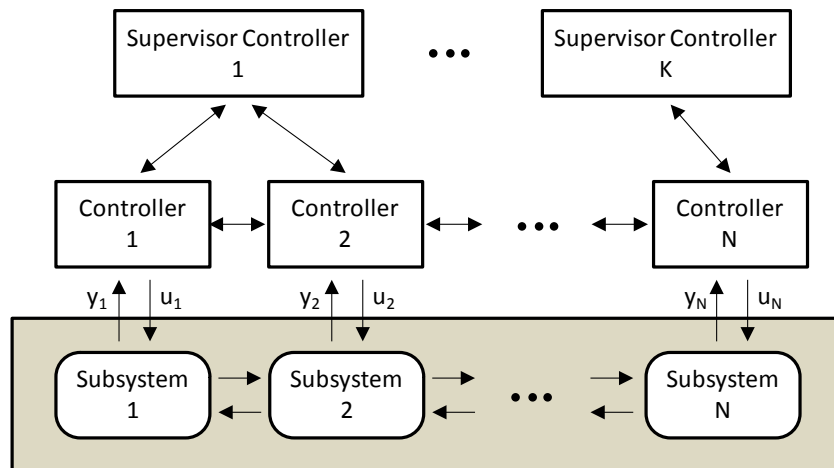 Supervisor Controller
1
•••
Supervisor Controller
K
Controller
1
Controller
2
•••
Controller
N
y₁
u₁
y₂
u₂
yN
uN
Subsystem
1
Subsystem
2
•••
Subsystem
N